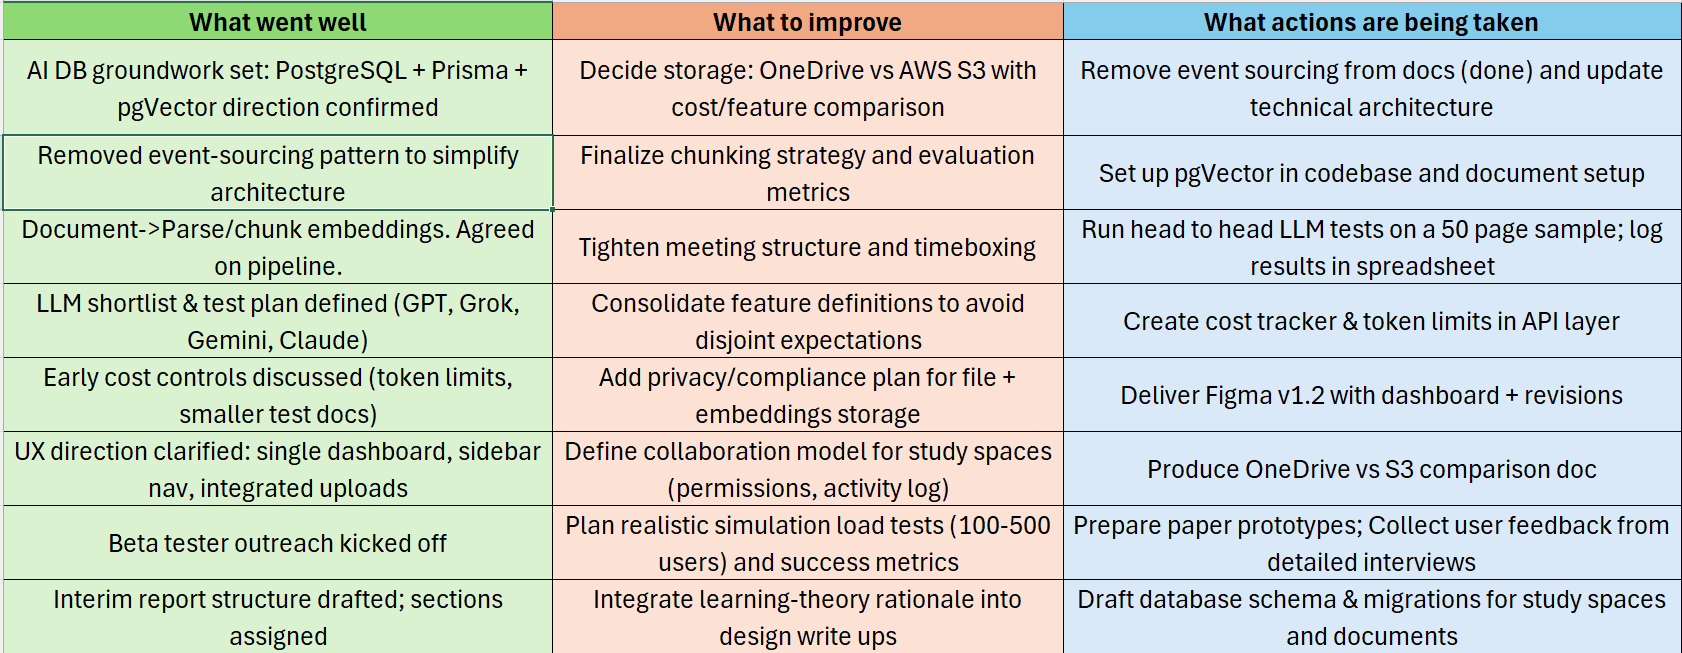 What went well
What to improve
What actions are being taken
AI DB groundwork set: PostgreSQL + Prisma +
pgVector direction confirmed
Decide storage: OneDrive vs AWS S3 with
cost/feature comparison
Remove event sourcing from docs (done) and update
technical architecture
Removed event-sourcing pattern to simplify
architecture
Finalize chunking strategy and evaluation
metrics
Set up pgVector in codebase and document setup
Document->Parse/chunk embeddings. Agreed
on pipeline.
Tighten meeting structure and timeboxing
Run head to head LLM tests on a 50 page sample; log
results in spreadsheet
LLM shortlist & test plan defined (GPT, Grok,
Gemini, Claude)
Consolidate feature definitions to avoid
disjoint expectations
Create cost tracker & token limits in API layer
Early cost controls discussed (token limits,
smaller test docs)
Add privacy/compliance plan for file +
embeddings storage
Deliver Figma v1.2 with dashboard + revisions
UX direction clarified: single dashboard, sidebar
nav, integrated uploads
Define collaboration model for study spaces
(permissions, activity log)
Produce OneDrive vs S3 comparison doc
Beta tester outreach kicked off
Plan realistic simulation load tests (100-500
users) and success metrics
Prepare paper prototypes; Collect user feedback from
detailed interviews
Interim report structure drafted; sections
assigned
Integrate learning-theory rationale into
design write ups
Draft database schema & migrations for study spaces
and documents